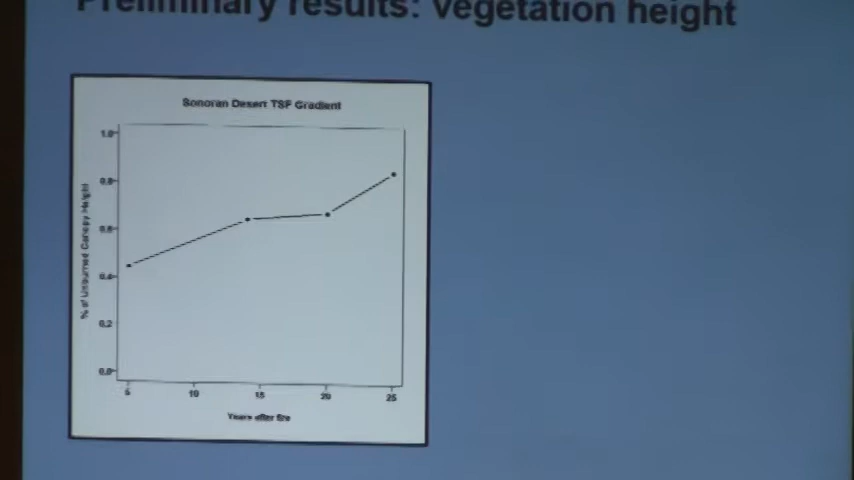 Preliminary results: vegetation height
Sonoran Desert TSF Gradient
1.0
0.8
0.6
0.4
0.2
0.0
% of Unburned Canopy Height
5
10
15
20
25
Years after fire